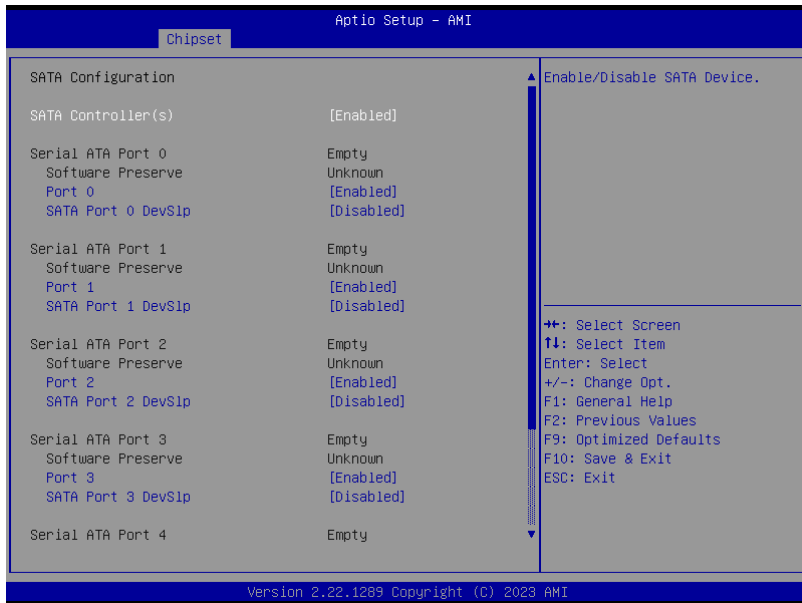 Aptio Setup – AMI
Chipset
SATA Configuration
SATA Controller(s) [Enabled]
Serial ATA Port 0 Empty
Software Preserve Unknown
Port 0 [Enabled]
SATA Port 0 DevSlp [Disabled]
Serial ATA Port 1 Empty
Software Preserve Unknown
Port 1 [Enabled]
SATA Port 1 DevSlp [Disabled]
Serial ATA Port 2 Empty
Software Preserve Unknown
Port 2 [Enabled]
SATA Port 2 DevSlp [Disabled]
Serial ATA Port 3 Empty
Software Preserve Unknown
Port 3 [Enabled]
SATA Port 3 DevSlp [Disabled]
Serial ATA Port 4 Empty
Enable/Disable SATA Device.
→←: Select Screen
↑↓: Select Item
Enter: Select
+/-: Change Opt.
F1: General Help
F2: Previous Values
F9: Optimized Defaults
F10: Save & Exit
ESC: Exit
Version 2.22.1289 Copyright (C) 2023 AMI